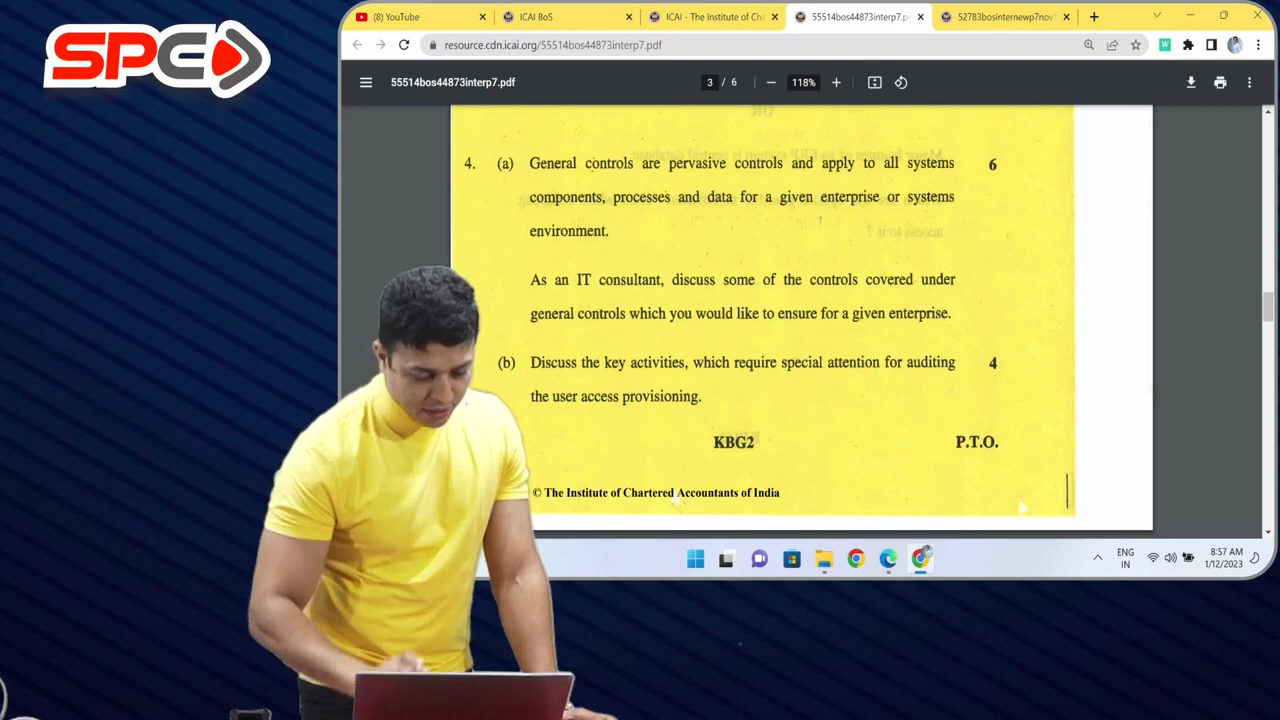 SPC
(8) YouTube
ICAI BoS
ICAI - The Institute of Cha
55514bos44873interp7.pdf
52783bosinternewp7nov1
resource.cdn.icai.org/55514bos44873interp7.pdf
55514bos44873interp7.pdf
3 / 6
118%
4. (a) General controls are pervasive controls and apply to all systems 6
components, processes and data for a given enterprise or systems
environment.
As an IT consultant, discuss some of the controls covered under
general controls which you would like to ensure for a given enterprise.
(b) Discuss the key activities, which require special attention for auditing 4
the user access provisioning.
KBG2 P.T.O.
© The Institute of Chartered Accountants of India
ENG
IN
8:57 AM
1/12/2023